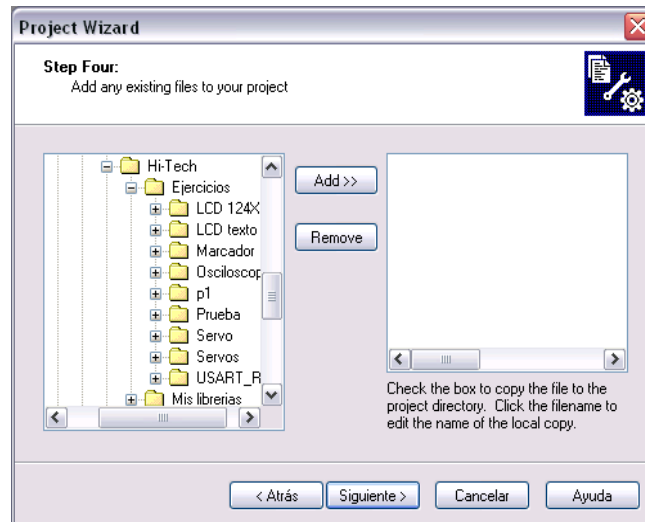 Project Wizard
Step Four:
Add any existing files to your project
Hi-Tech
Ejercicios
LCD 124X
LCD texto
Marcador
Osciloscop
p1
Prueba
Servo
Servos
USART_R
Mis librerias
Add >>
Remove
Check the box to copy the file to the
project directory. Click the filename to
edit the name of the local copy.
< Atrás
Siguiente >
Cancelar
Ayuda